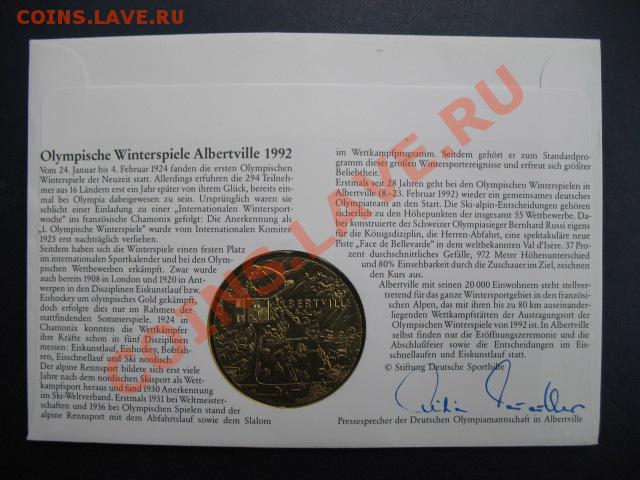 COINS.LAVE.RU
COINS.LAVE.RU
COINS.LAVE.RU
Olympische Winterspiele Albertville 1992
Vom 24. Januar bis 4. Februar 1924 fanden die ersten Olympischen
Winterspiele der Neuzeit statt. Allerdings erfuhren die 294 Teilneh-
mer aus 16 Ländern erst ein Jahr später von ihrem Glück, bereits ein-
mal bei Olympia dabeigewesen zu sein. Ursprünglich waren sie
schlicht einer Einladung zu einer „Internationalen Wintersport-
woche" ins französische Chamonix gefolgt: Die Anerkennung als
„I. Olympische Winterspiele" wurde vom Internationalen Komitee
1925 erst nachträglich verliehen.
Seitdem haben sich die Winterspiele einen festen Platz
im internationalen Sportkalender und bei den Olym-
pischen Wettbewerben erkämpft. Zwar wurde
auch bereits 1908 in London und 1920 in Ant-
werpen in den Disziplinen Eiskunstlauf bzw.
Eishockey um olympisches Gold gekämpft,
doch erfolgte dies nur im Rahmen der
stattfindenden Sommerspiele. 1924 in
Chamonix konnten die Wettkämpfer
ihre Kräfte schon in fünf Diszipli­nen
messen: Eiskunstlauf, Eishockey, Bobfah-
ren, Eisschnellauf und Ski nordisch.
Der alpine Rennsport bildete sich erst viele
Jahre nach dem nordischen Skisport als Wett-
kampfsport heraus und fand 1930 Anerkennung
im Ski-Weltverband. Erstmals 1931 bei Weltmeister-
schaften und 1936 bei Olympischen Spielen stand der
alpine Rennsport mit dem Abfahrtslauf sowie dem Slalom
im Wettkampfprogramm. Seitdem gehört er zum Standardpro-
gramm dieser großen Wintersportereignisse und erfreut sich größter
Beliebtheit.
Erstmals seit 28 Jahren geht bei den Olympischen Winterspielen in
Albertville (8.–23. Februar 1992) wieder ein gemeinsames deutsches
Olympiateam an den Start. Die Ski-alpin-Entscheidungen gehören
sicherlich zu den Höhepunkten der insgesamt 55 Wettbewerbe. Da-
bei konstruierte der Schweizer Olympiasieger Bernhard Russi eigens
für die Königsdisziplin, die Herren-Abfahrt, eine spektakuläre neue
Piste „Face de Bellevarde" in dem weltbekannten Val d'Isère. 37 Pro-
zent durchschnittliches Gefälle, 972 Meter Höhenunterschied
und 80% Einsehbarkeit durch die Zuschauer im Ziel, zeichnen
den Kurs aus.
Albertville mit seinen 20 000 Einwohnern steht stellver-
tretend für das ganze Wintersportgebiet in den französi-
schen Alpen, das mit ihren bis zu 80 km auseinander-
liegenden Wettkampfstätten der Austragungsort der
Olympischen Winterspiele von 1992 ist. In Albertville
selbst finden nur die Eröffnungszeremonie und die
Abschlußfeier sowie die Entscheidungen im Eis-
schnellaufen und Eiskunstlauf statt.
© Stiftung Deutsche Sporthilfe
Pressesprecher der Deutschen Olympiamannschaft in Albertville
ALBERTVILLE